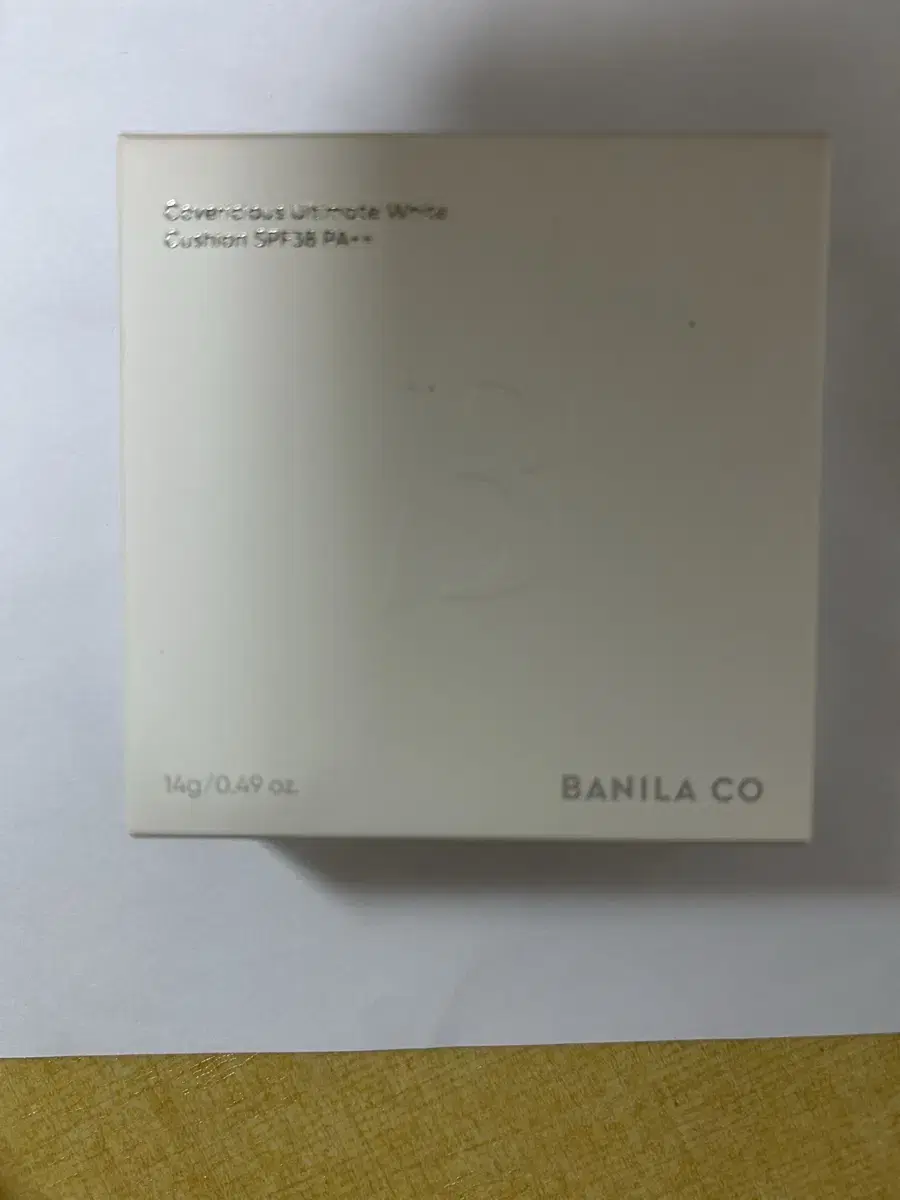 Covericious Ultimate White
Cushion SPF38 PA++
14g/0.49 oz.
BANILA CO